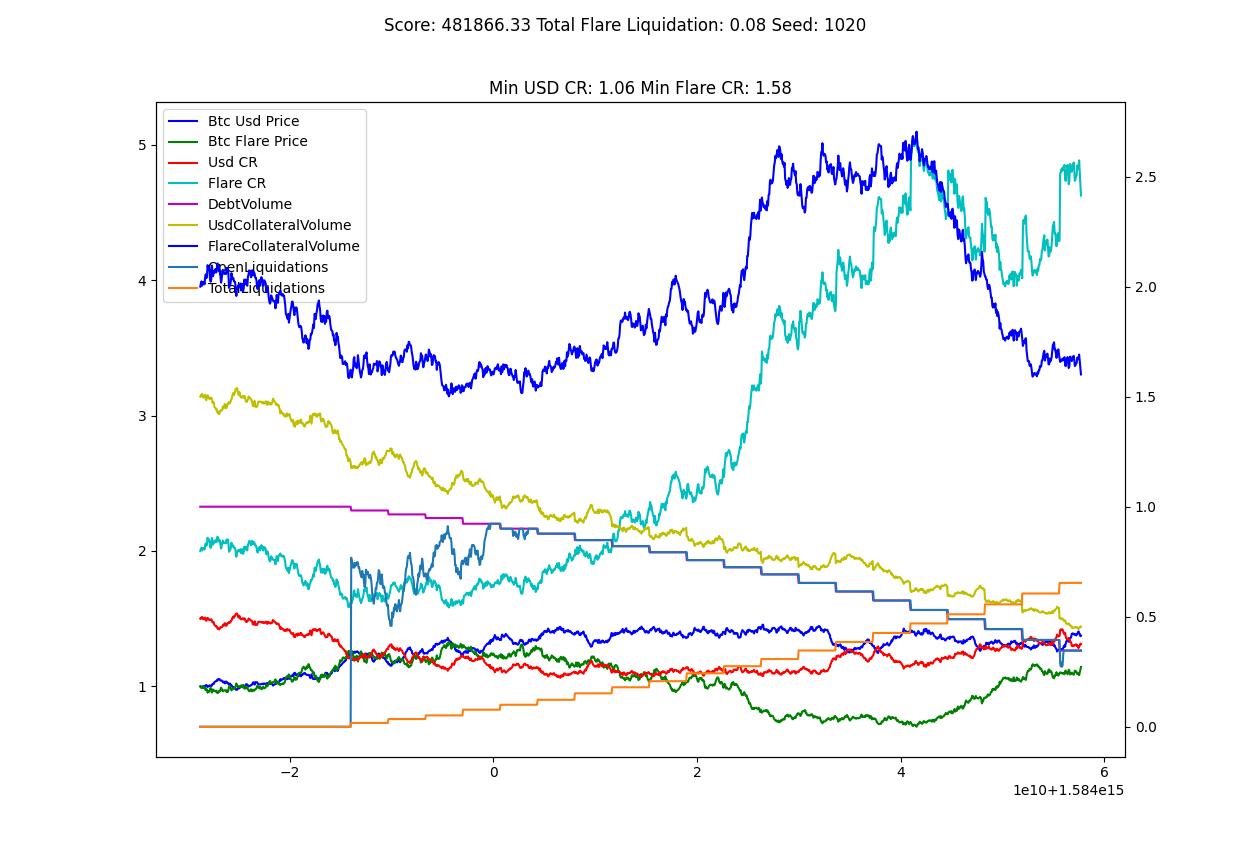 Score: 481866.33 Total Flare Liquidation: 0.08 Seed: 1020
Min USD CR: 1.06 Min Flare CR: 1.58
Btc Usd Price
Btc Flare Price
Usd CR
Flare CR
DebtVolume
UsdCollateralVolume
FlareCollateralVolume
OpenLiquidations
TotalLiquidations
5
4
3
2
1
2.5
2.0
1.5
1.0
0.5
0.0
−2 0 2 4 6
1e10+1.584e15